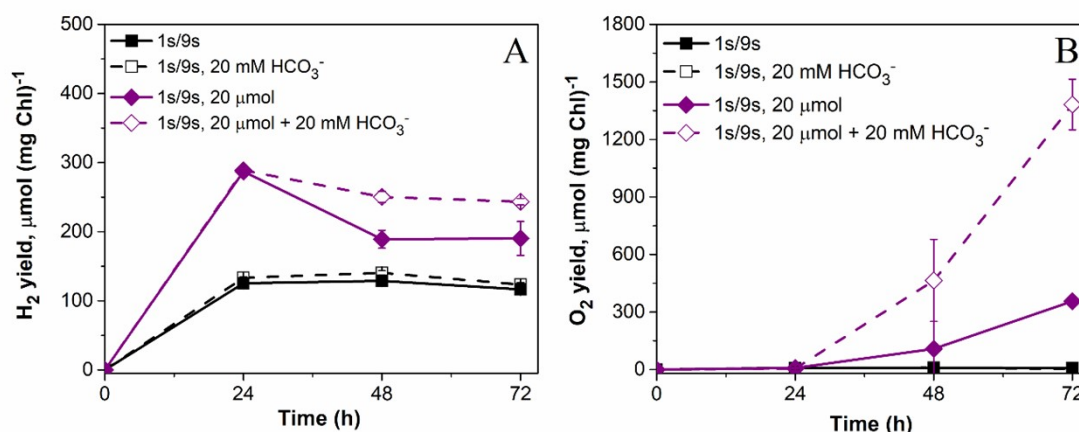 A
1s/9s
1s/9s, 20 mM HCO₃⁻
1s/9s, 20 μmol
1s/9s, 20 μmol + 20 mM HCO₃⁻
H₂ yield, μmol (mg Chl)⁻¹
500
400
300
200
100
0
0 24 48 72
Time (h)
B
1s/9s
1s/9s, 20 mM HCO₃⁻
1s/9s, 20 μmol
1s/9s, 20 μmol + 20 mM HCO₃⁻
O₂ yield, μmol (mg Chl)⁻¹
1800
1500
1200
900
600
300
0
0 24 48 72
Time (h)